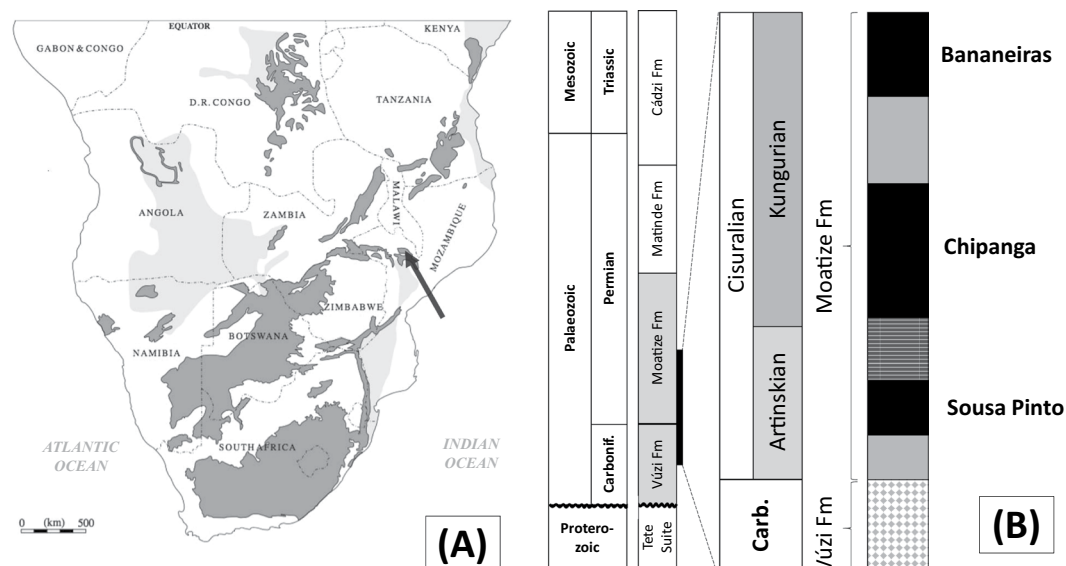 EQUATOR
KENYA
GABON & CONGO
D.R. CONGO
TANZANIA
ANGOLA
ZAMBIA
MALAWI
MOZAMBIQUE
ZIMBABWE
BOTSWANA
NAMIBIA
SOUTH AFRICA
ATLANTIC
OCEAN
INDIAN
OCEAN
0 (km) 500
(A)
Mesozoic
Triassic
Cádzi Fm
Palaeozoic
Permian
Matinde Fm
Moatize Fm
Carbonif.
Vúzi Fm
Protero-
zoic
Tete
Suite
Cisuralian
Kungurian
Artinskian
Carb.
Moatize Fm
Vúzi Fm
Bananeiras
Chipanga
Sousa Pinto
(B)